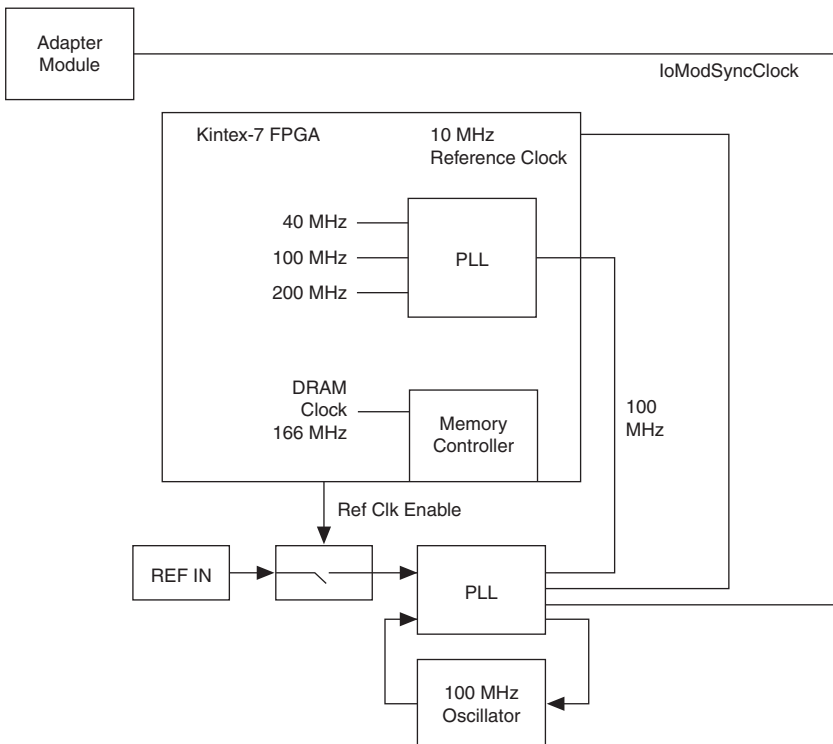 Adapter
Module
IoModSyncClock
Kintex-7 FPGA
10 MHz
Reference Clock
40 MHz
100 MHz
200 MHz
PLL
DRAM
Clock
166 MHz
Memory
Controller
100
MHz
Ref Clk Enable
REF IN
PLL
100 MHz
Oscillator